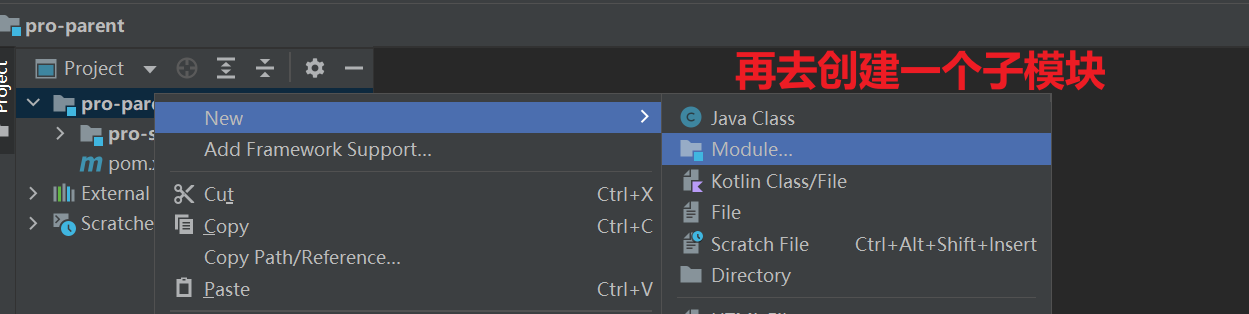 pro-parent
Project
Project
再去创建一个子模块
pro-pare
New
Java Class
pro-s
Add Framework Support...
Module...
pom.x
Kotlin Class/File
External
Cut Ctrl+X
File
Scratche
Copy Ctrl+C
Scratch File Ctrl+Alt+Shift+Insert
Copy Path/Reference...
Directory
Paste Ctrl+V